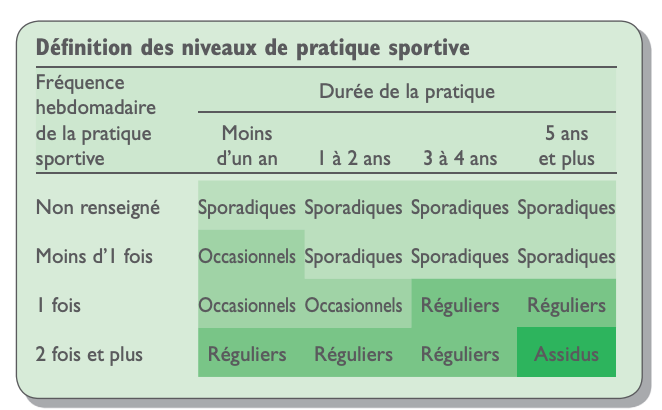 Définition des niveaux de pratique sportive
Fréquence
hebdomadaire
de la pratique
sportive
Durée de la pratique
Moins
d'un an
1 à 2 ans
3 à 4 ans
5 ans
et plus
Non renseigné Sporadiques Sporadiques Sporadiques Sporadiques
Moins d'1 fois Occasionnels Sporadiques Sporadiques Sporadiques
1 fois Occasionnels Occasionnels Réguliers Réguliers
2 fois et plus Réguliers Réguliers Réguliers Assidus